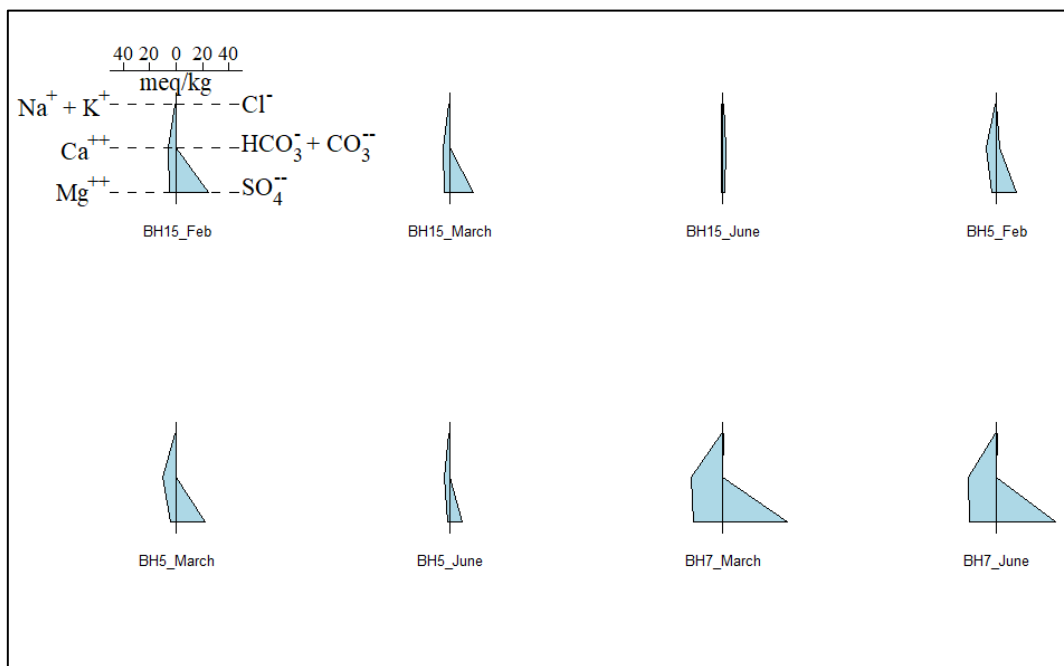 40 20 0 20 40
meq/kg
Na⁺ + K⁺ Cl⁻
Ca⁺⁺ HCO₃⁻ + CO₃⁻⁻
Mg⁺⁺ SO₄⁻⁻
BH15_Feb BH15_March BH15_June BH5_Feb
BH5_March BH5_June BH7_March BH7_June